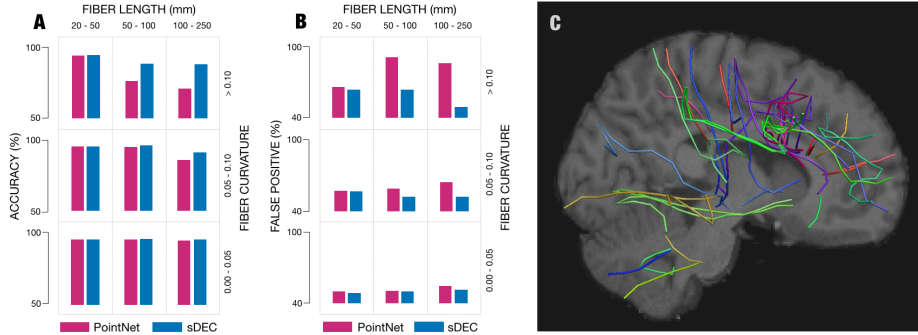 A
FIBER LENGTH (mm)
20 - 50
50 - 100
100 - 250
ACCURACY (%)
100
50
100
50
100
50
> 0.10
0.05 - 0.10
0.00 - 0.05
FIBER CURVATURE
PointNet
sDEC
B
FIBER LENGTH (mm)
20 - 50
50 - 100
100 - 250
FALSE POSITIVE (%)
100
40
100
40
100
40
> 0.10
0.05 - 0.10
0.00 - 0.05
FIBER CURVATURE
PointNet
sDEC
C